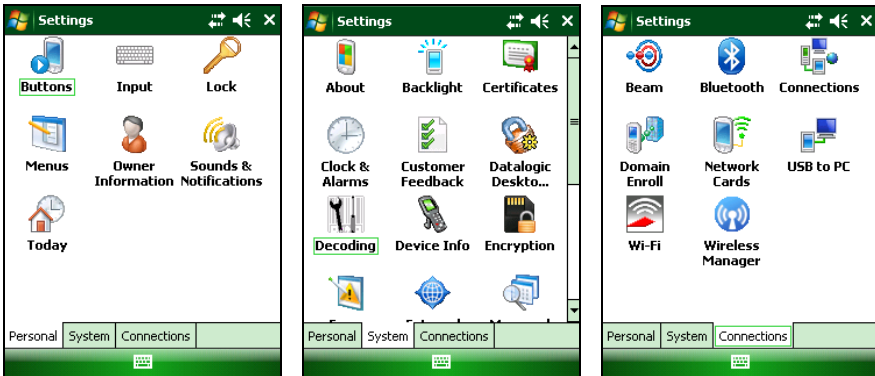 Settings
Buttons Input Lock
Menus Owner Information Sounds & Notifications
Today
Personal System Connections
Settings
About Backlight Certificates
Clock & Alarms Customer Feedback Datalogic Deskto...
Decoding Device Info Encryption
Personal System Connections
Settings
Beam Bluetooth Connections
Domain Enroll Network Cards USB to PC
Wi-Fi Wireless Manager
Personal System Connections